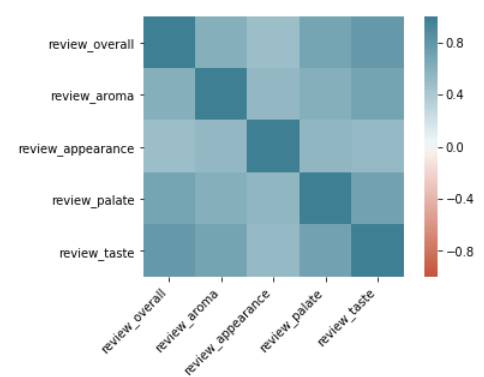 review_overall
review_aroma
review_appearance
review_palate
review_taste
0.8
0.4
0.0
−0.4
−0.8
review_overall
review_aroma
review_appearance
review_palate
review_taste